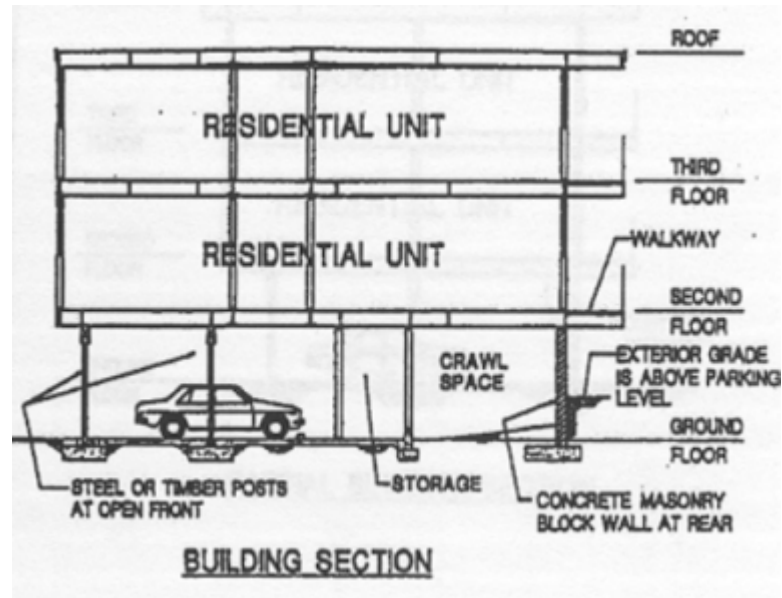 ROOF
RESIDENTIAL UNIT
THIRD
FLOOR
WALKWAY
RESIDENTIAL UNIT
SECOND
FLOOR
CRAWL
SPACE
EXTERIOR GRADE
IS ABOVE PARKING
LEVEL
GROUND
FLOOR
STEEL OR TIMBER POSTS
AT OPEN FRONT
STORAGE
CONCRETE MASONRY
BLOCK WALL AT REAR
BUILDING SECTION